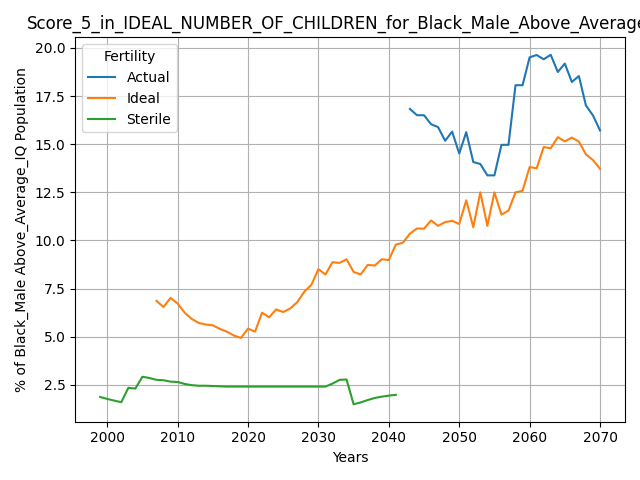 Score_5_in_IDEAL_NUMBER_OF_CHILDREN_for_Black_Male_Above_Average
% of Black_Male Above_Average_IQ Population
Fertility
Actual
Ideal
Sterile
20.0
17.5
15.0
12.5
10.0
7.5
5.0
2.5
2000 2010 2020 2030 2040 2050 2060 2070
Years